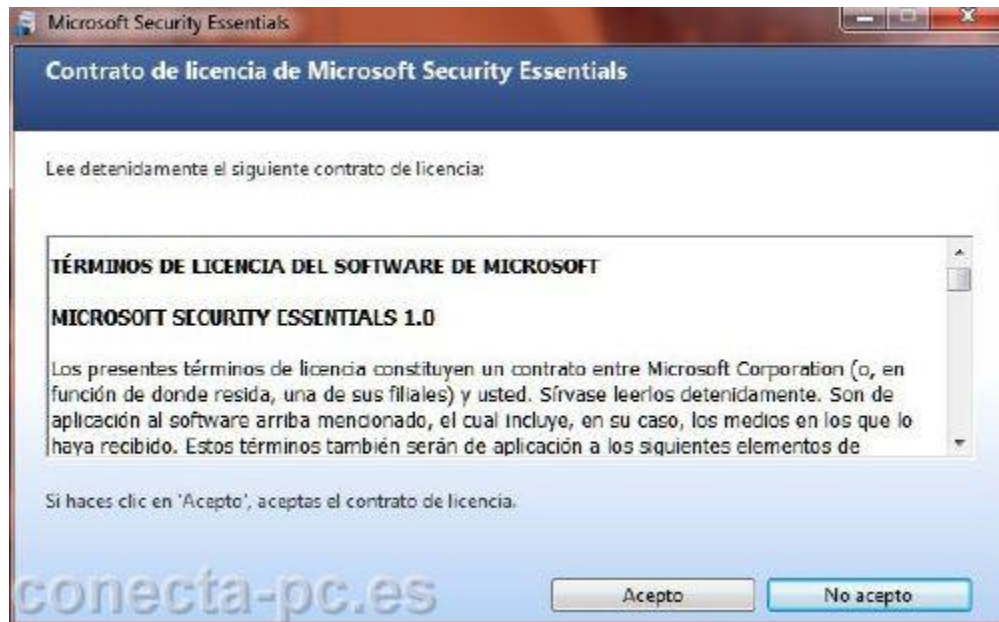 Microsoft Security Essentials
Contrato de licencia de Microsoft Security Essentials
Lee detenidamente el siguiente contrato de licencia:
TÉRMINOS DE LICENCIA DEL SOFTWARE DE MICROSOFT
MICROSOFT SECURITY ESSENTIALS 1.0
Los presentes términos de licencia constituyen un contrato entre Microsoft Corporation (o, en
función de donde resida, una de sus filiales) y usted. Sírvase leerlos detenidamente. Son de
aplicación al software arriba mencionado, el cual incluye, en su caso, los medios en los que lo
haya recibido. Estos términos también serán de aplicación a los siguientes elementos de
Si haces clic en 'Acepto', aceptas el contrato de licencia.
conecta-pc.es
Acepto
No acepto